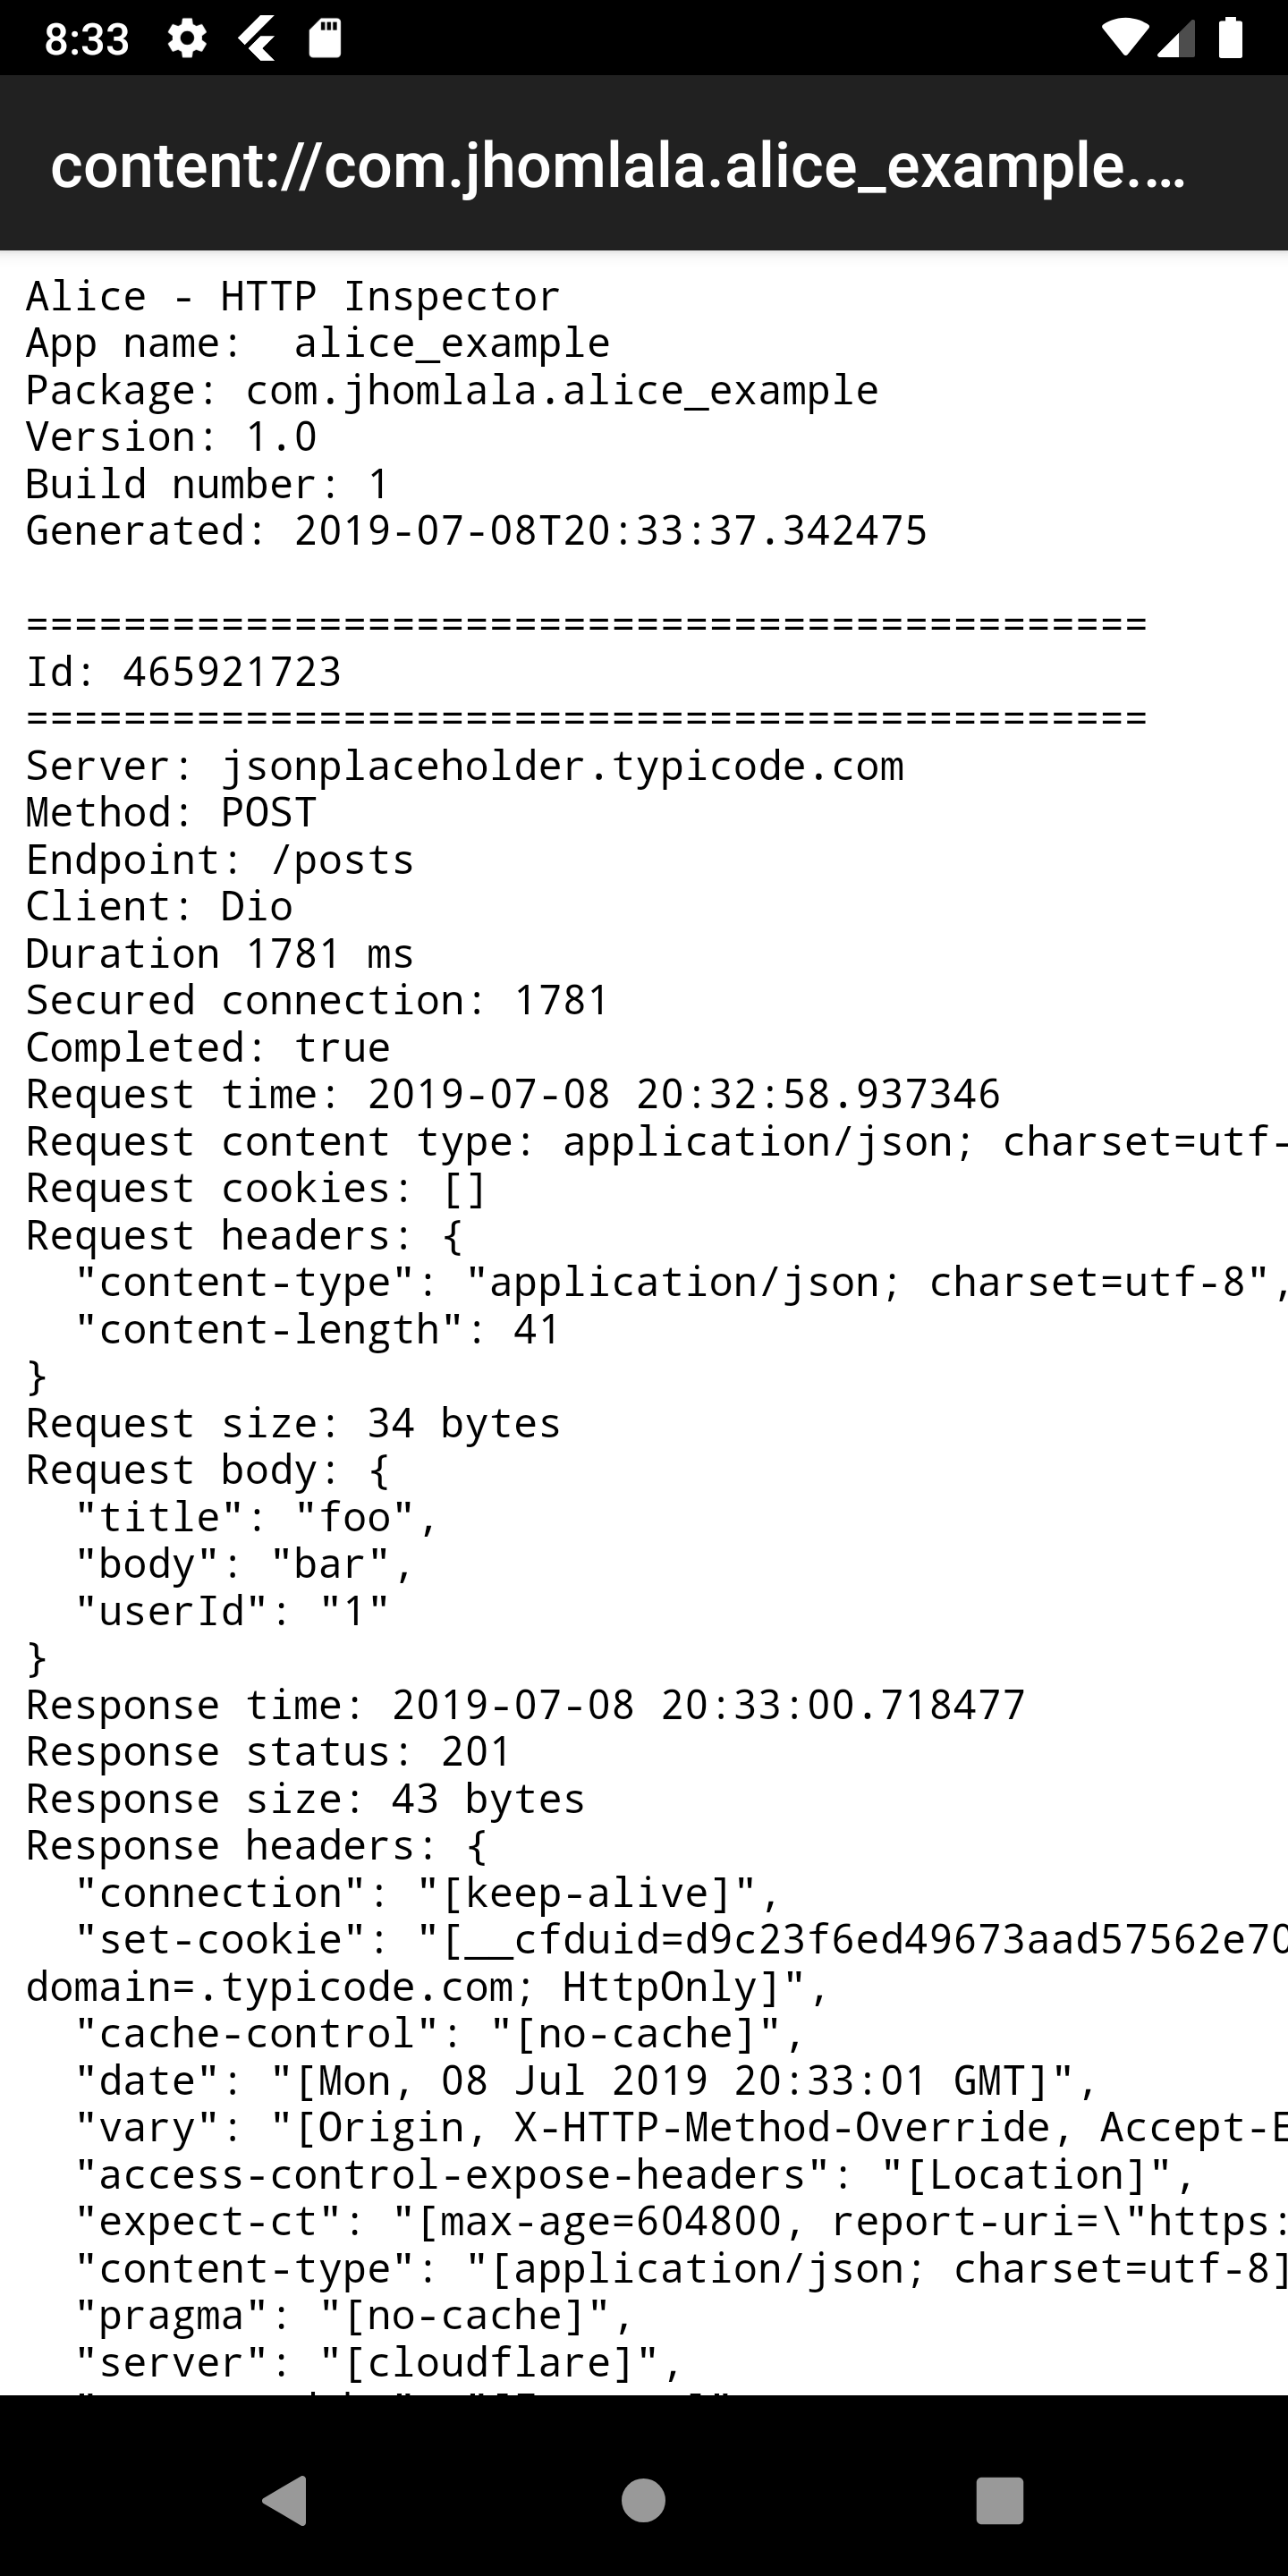 8:33
content://com.jhomlala.alice_example.…
Alice - HTTP Inspector
App name:  alice_example
Package: com.jhomlala.alice_example
Version: 1.0
Build number: 1
Generated: 2019-07-08T20:33:37.342475
==============================================
Id: 465921723
==============================================
Server: jsonplaceholder.typicode.com
Method: POST
Endpoint: /posts
Client: Dio
Duration 1781 ms
Secured connection: 1781
Completed: true
Request time: 2019-07-08 20:32:58.937346
Request content type: application/json; charset=utf-
Request cookies: []
Request headers: {
  "content-type": "application/json; charset=utf-8",
  "content-length": 41
}
Request size: 34 bytes
Request body: {
  "title": "foo",
  "body": "bar",
  "userId": "1"
}
Response time: 2019-07-08 20:33:00.718477
Response status: 201
Response size: 43 bytes
Response headers: {
  "connection": "[keep-alive]",
  "set-cookie": "[__cfduid=d9c23f6ed49673aad57562e70
domain=.typicode.com; HttpOnly]",
  "cache-control": "[no-cache]",
  "date": "[Mon, 08 Jul 2019 20:33:01 GMT]",
  "vary": "[Origin, X-HTTP-Method-Override, Accept-E
  "access-control-expose-headers": "[Location]",
  "expect-ct": "[max-age=604800, report-uri=\"https:
  "content-type": "[application/json; charset=utf-8]
  "pragma": "[no-cache]",
  "server": "[cloudflare]",